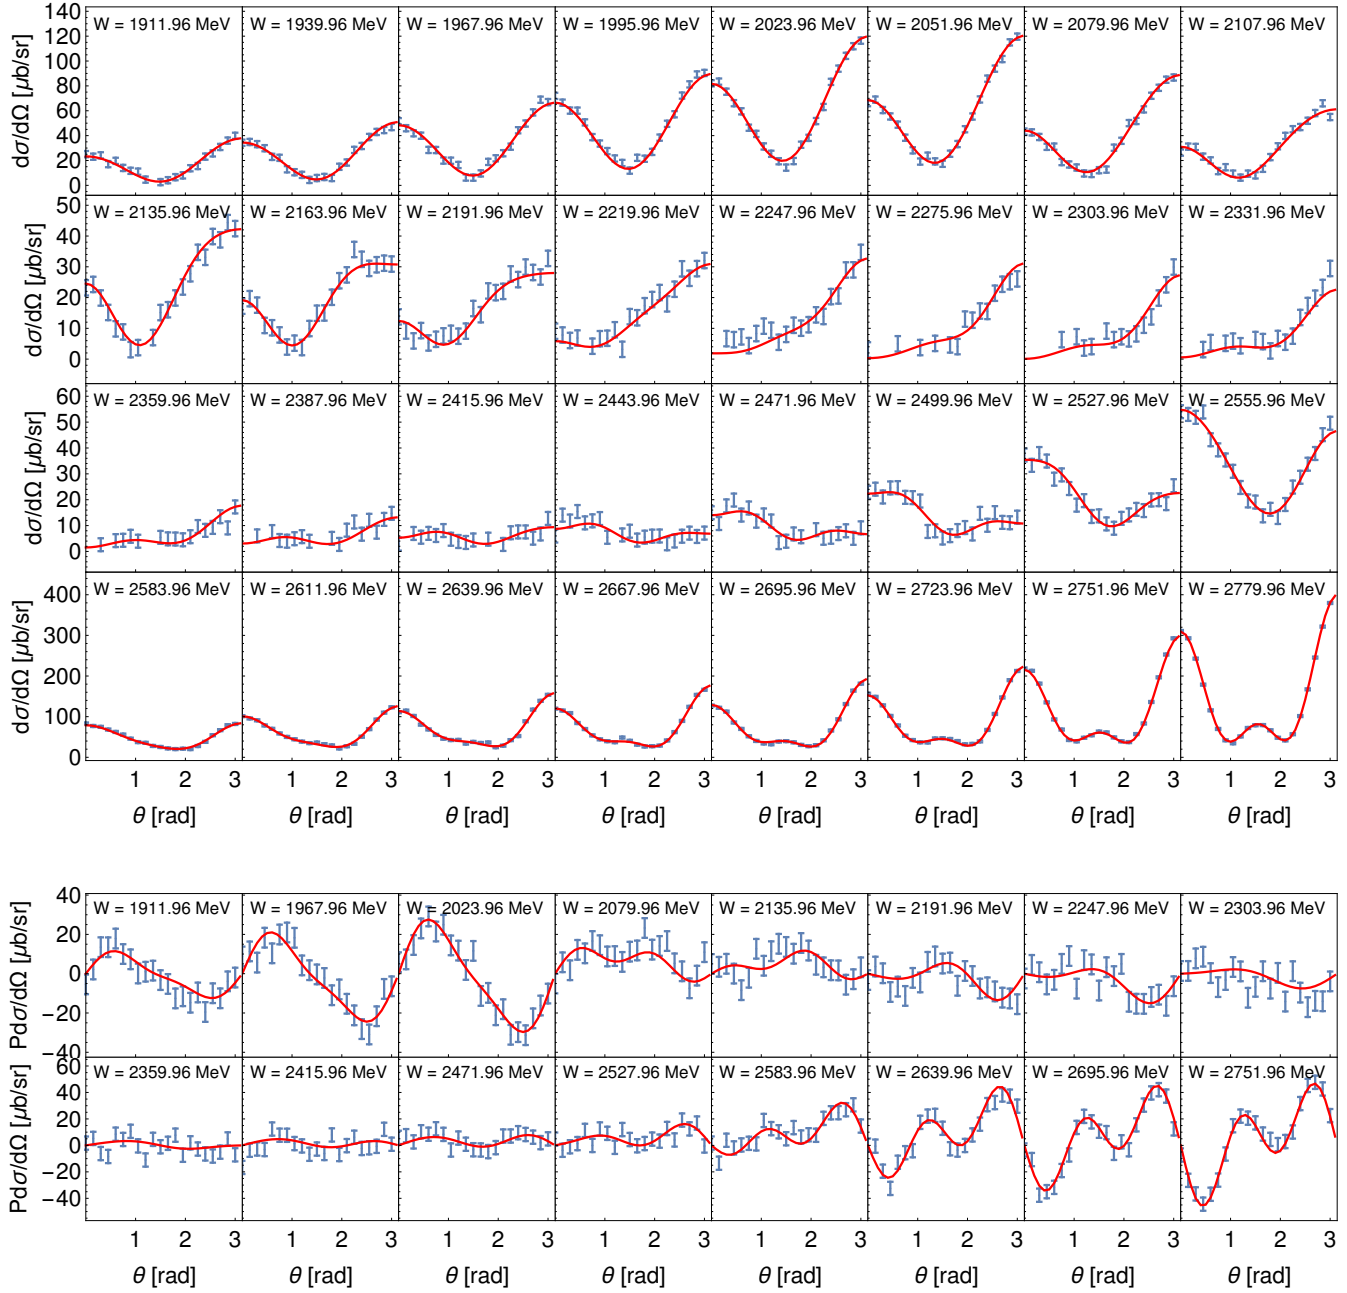 W = 1911.96 MeV W = 1939.96 MeV W = 1967.96 MeV W = 1995.96 MeV W = 2023.96 MeV W = 2051.96 MeV W = 2079.96 MeV W = 2107.96 MeV
dσ/dΩ [μb/sr]
140
120
100
80
60
40
20
0
W = 2135.96 MeV W = 2163.96 MeV W = 2191.96 MeV W = 2219.96 MeV W = 2247.96 MeV W = 2275.96 MeV W = 2303.96 MeV W = 2331.96 MeV
dσ/dΩ [μb/sr]
50
40
30
20
10
0
W = 2359.96 MeV W = 2387.96 MeV W = 2415.96 MeV W = 2443.96 MeV W = 2471.96 MeV W = 2499.96 MeV W = 2527.96 MeV W = 2555.96 MeV
dσ/dΩ [μb/sr]
60
50
40
30
20
10
0
W = 2583.96 MeV W = 2611.96 MeV W = 2639.96 MeV W = 2667.96 MeV W = 2695.96 MeV W = 2723.96 MeV W = 2751.96 MeV W = 2779.96 MeV
dσ/dΩ [μb/sr]
400
300
200
100
0
1 2 3 1 2 3 1 2 3 1 2 3 1 2 3 1 2 3 1 2 3 1 2 3
θ [rad] θ [rad] θ [rad] θ [rad] θ [rad] θ [rad] θ [rad] θ [rad]
W = 1911.96 MeV W = 1967.96 MeV W = 2023.96 MeV W = 2079.96 MeV W = 2135.96 MeV W = 2191.96 MeV W = 2247.96 MeV W = 2303.96 MeV
Pdσ/dΩ [μb/sr]
40
20
0
−20
−40
W = 2359.96 MeV W = 2415.96 MeV W = 2471.96 MeV W = 2527.96 MeV W = 2583.96 MeV W = 2639.96 MeV W = 2695.96 MeV W = 2751.96 MeV
Pdσ/dΩ [μb/sr]
60
40
20
0
−20
−40
1 2 3 1 2 3 1 2 3 1 2 3 1 2 3 1 2 3 1 2 3 1 2 3
θ [rad] θ [rad] θ [rad] θ [rad] θ [rad] θ [rad] θ [rad] θ [rad]